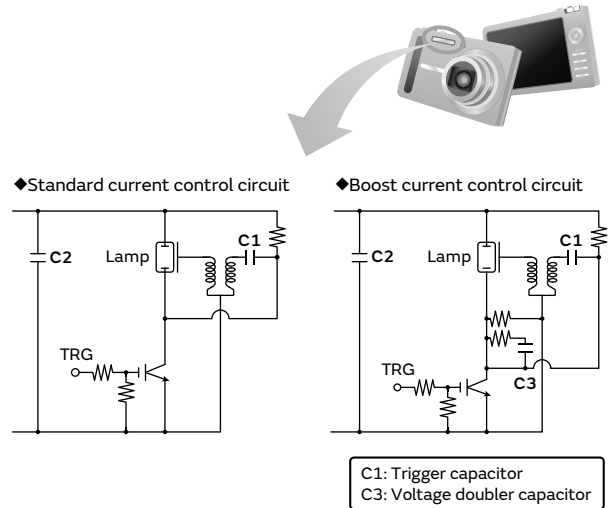 ◆Standard current control circuit
C2
Lamp
C1
TRG
◆Boost current control circuit
C2
Lamp
C1
TRG
C3
C1: Trigger capacitor
C3: Voltage doubler capacitor